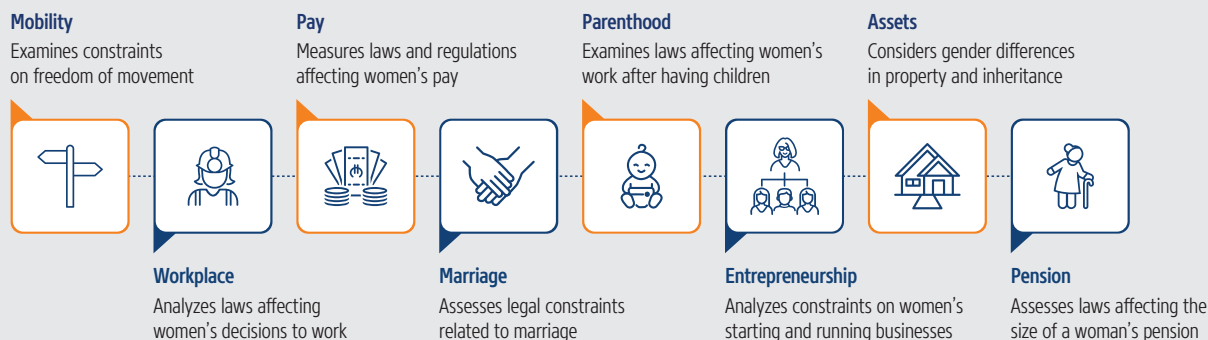 Mobility
Examines constraints
on freedom of movement
Pay
Measures laws and regulations
affecting women's pay
Parenthood
Examines laws affecting women's
work after having children
Assets
Considers gender differences
in property and inheritance
Workplace
Analyzes laws affecting
women's decisions to work
Marriage
Assesses legal constraints
related to marriage
Entrepreneurship
Analyzes constraints on women's
starting and running businesses
Pension
Assesses laws affecting the
size of a woman's pension